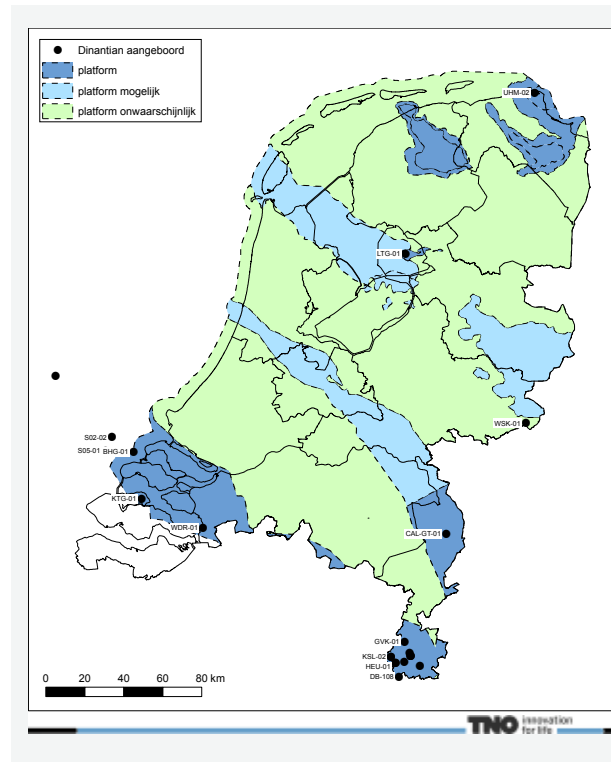 Dinantian aangeboord
platform
platform mogelijk
platform onwaarschijnlijk
UHM-02
LTG-01
WSK-01
S02-02
S05-01 BHG-01
KTG-01
WDR-01
CAL-GT-01
GVK-01
KSL-02
HEU-01
DB-108
0 20 40 60 80 km
TNO innovation
for life